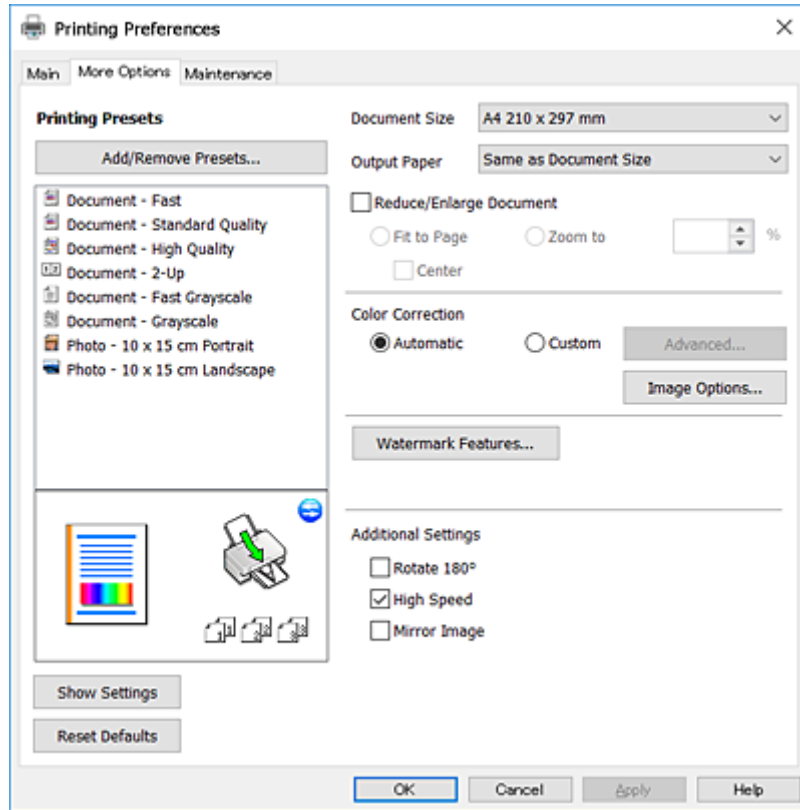 Printing Preferences
Main More Options Maintenance
Printing Presets
Add/Remove Presets...
Document - Fast
Document - Standard Quality
Document - High Quality
Document - 2-Up
Document - Fast Grayscale
Document - Grayscale
Photo - 10 x 15 cm Portrait
Photo - 10 x 15 cm Landscape
Show Settings
Reset Defaults
Document Size A4 210 x 297 mm
Output Paper Same as Document Size
Reduce/Enlarge Document
Fit to Page Zoom to %
Center
Color Correction
Automatic Custom Advanced...
Image Options...
Watermark Features...
Additional Settings
Rotate 180°
High Speed
Mirror Image
OK Cancel Apply Help